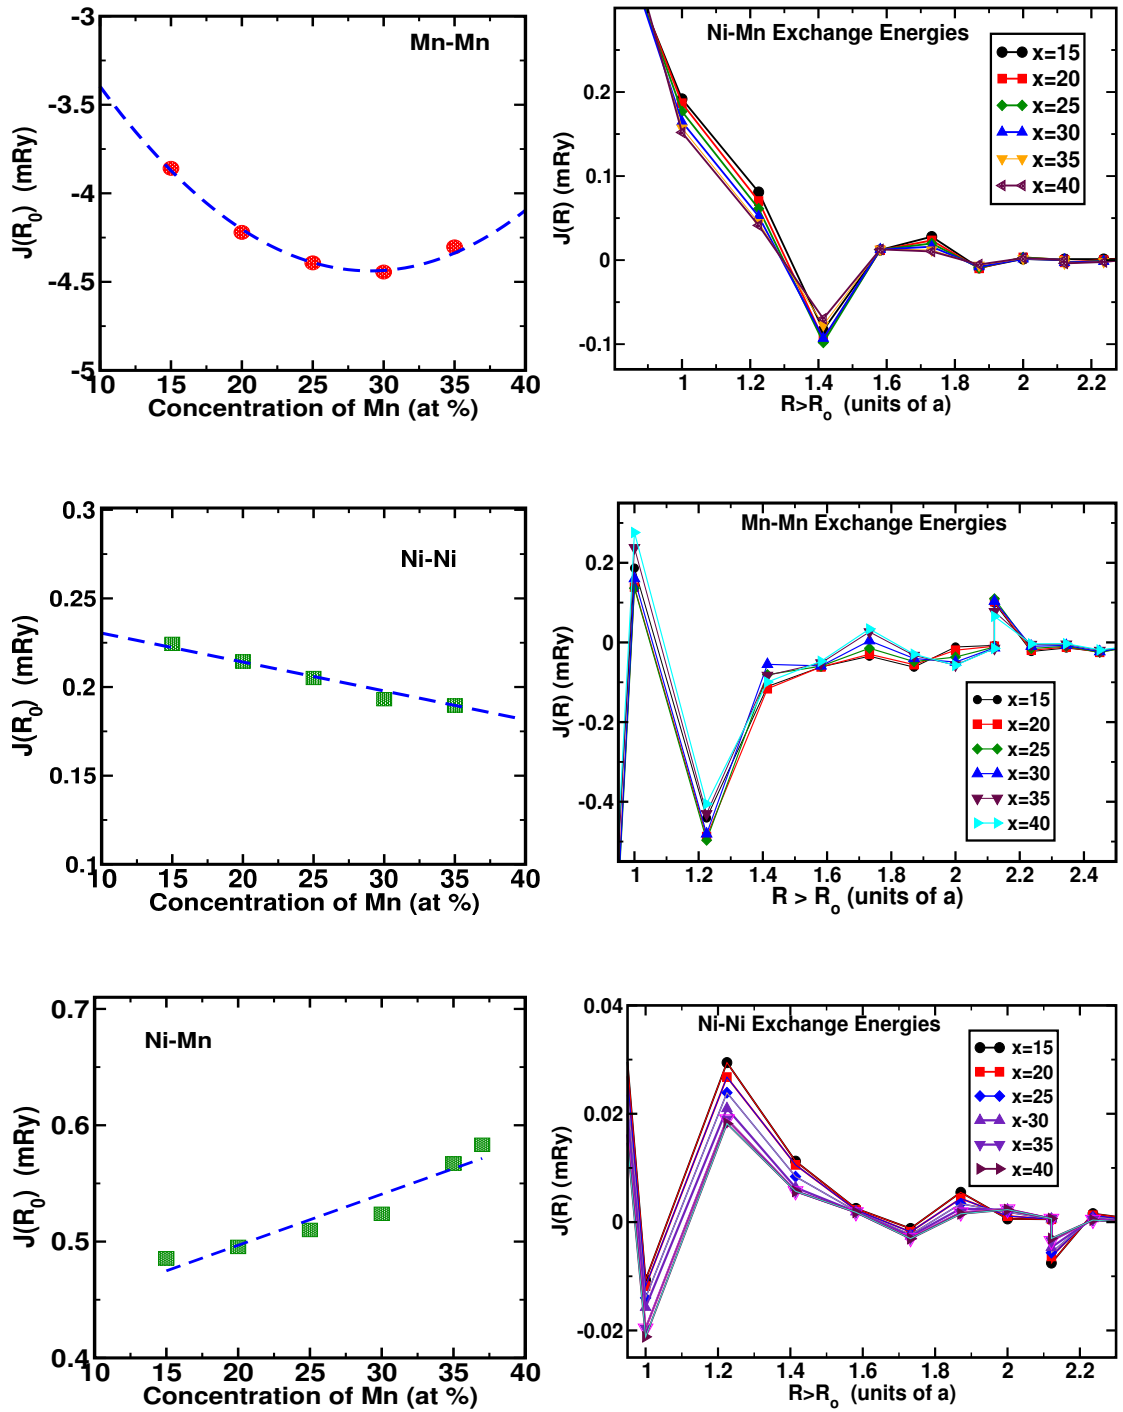 Mn-Mn
-3
-3.5
-4
-4.5
-5
J(R0) (mRy)
10 15 20 25 30 35 40
Concentration of Mn (at %)
Ni-Mn Exchange Energies
x=15
x=20
x=25
x=30
x=35
x=40
0.2
0.1
0
-0.1
J(R) (mRy)
1 1.2 1.4 1.6 1.8 2 2.2
R>Ro (units of a)
Ni-Ni
0.3
0.25
0.2
0.15
0.1
J(R0) (mRy)
10 15 20 25 30 35 40
Concentration of Mn (at %)
Mn-Mn Exchange Energies
0.2
0
-0.2
-0.4
J(R) (mRy)
x=15
x=20
x=25
x=30
x=35
x=40
1 1.2 1.4 1.6 1.8 2 2.2 2.4
R > Ro (units of a)
Ni-Mn
0.7
0.6
0.5
0.4
J(R0) (mRy)
10 15 20 25 30 35 40
Concentration of Mn (at %)
Ni-Ni Exchange Energies
x=15
x=20
x=25
x-30
x=35
x=40
0.04
0.02
0
-0.02
J(R) (mRy)
1 1.2 1.4 1.6 1.8 2 2.2
R>Ro (units of a)